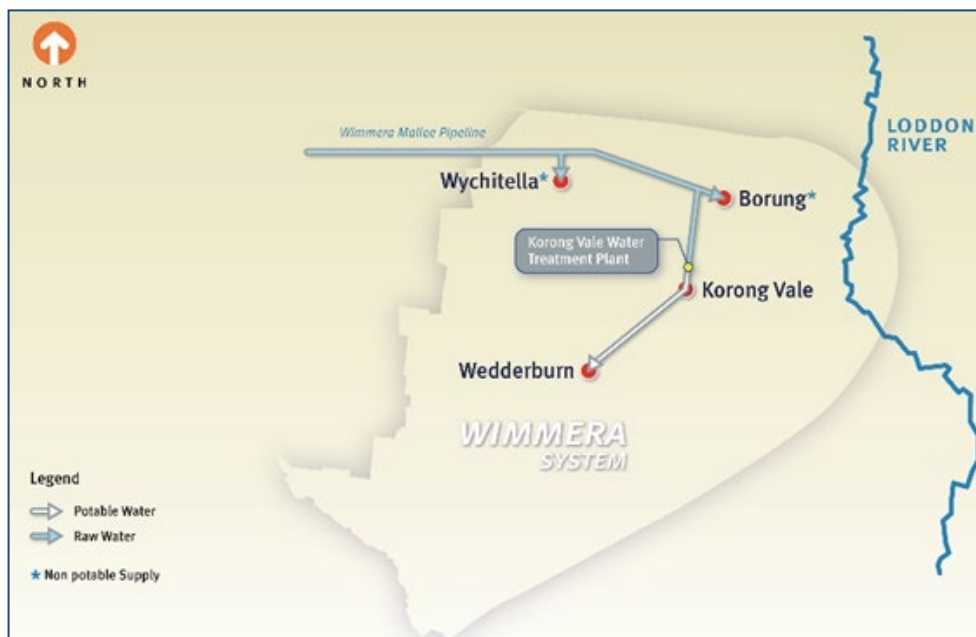 NORTH
Wimmera Mallee Pipeline
LODDON
RIVER
Wychitella*
Borung*
Korong Vale Water
Treatment Plant
Korong Vale
Wedderburn
WIMMERA
SYSTEM
Legend
Potable Water
Raw Water
* Non potable Supply